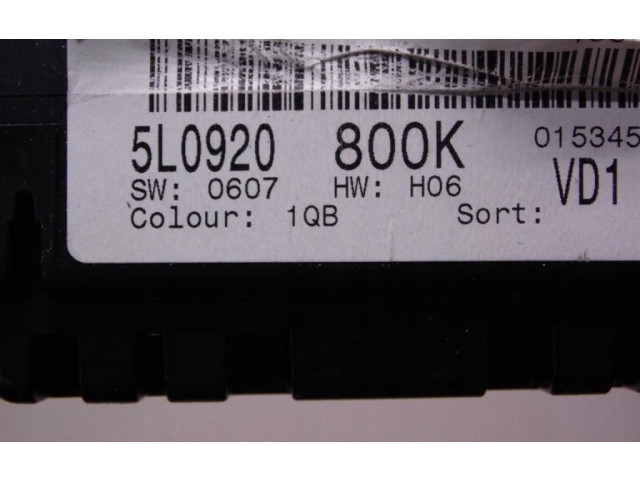 5L0920 800K 015345
SW: 0607 HW: H06 VD1
Colour: 1QB Sort: